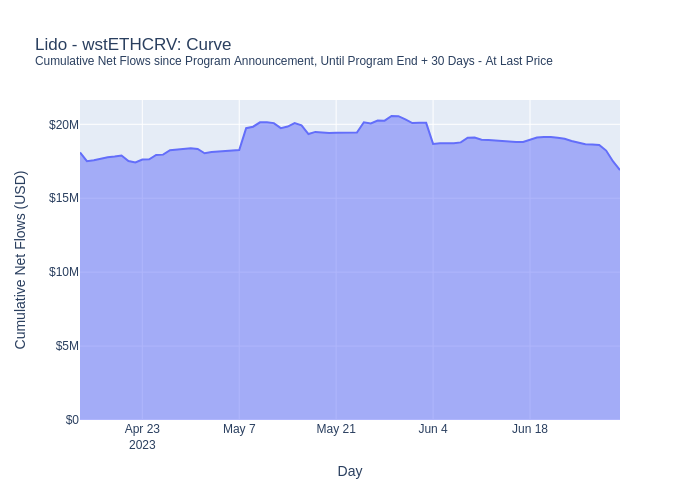 Lido - wstETHCRV: Curve
Cumulative Net Flows since Program Announcement, Until Program End + 30 Days - At Last Price
Cumulative Net Flows (USD)
$20M
$15M
$10M
$5M
$0
Apr 23
2023
May 7
May 21
Jun 4
Jun 18
Day